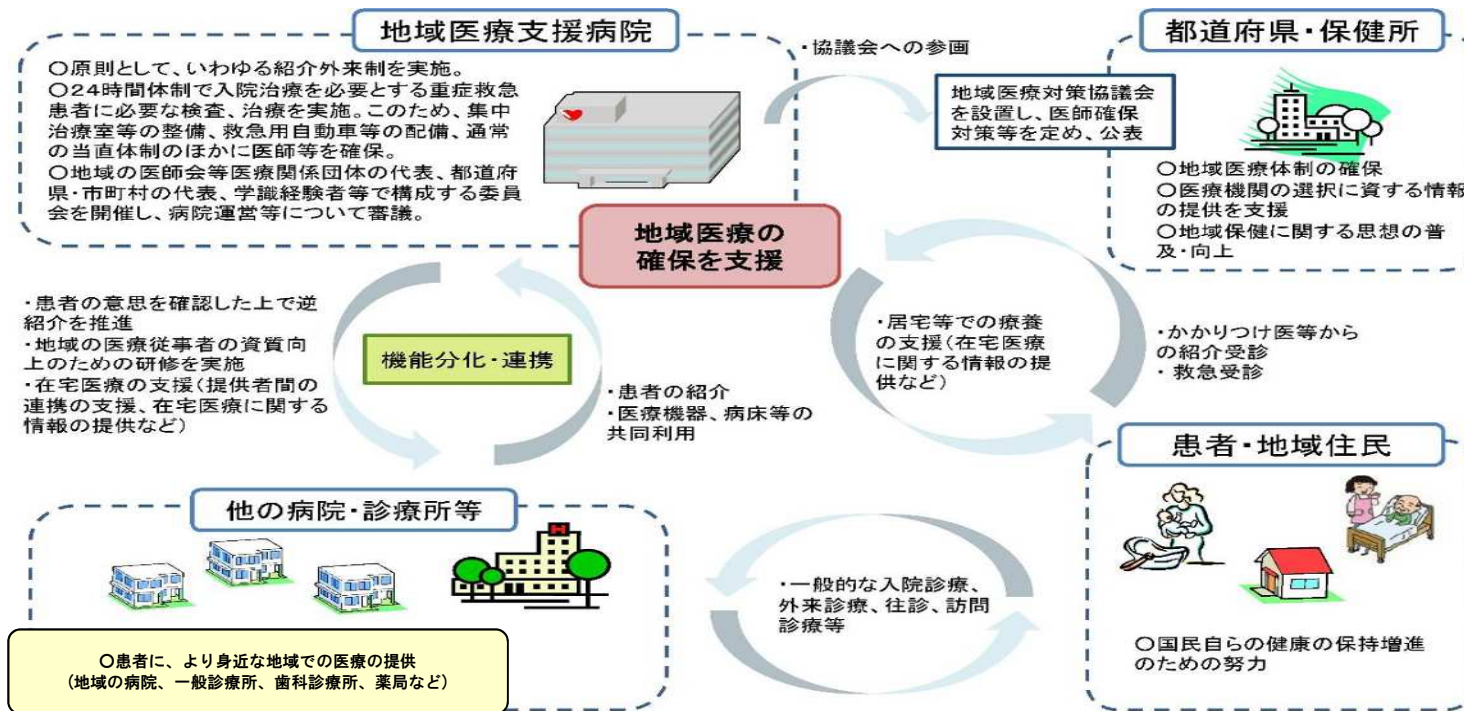 地域医療支援病院
○原則として、いわゆる紹介外来制を実施。
○24時間体制で入院治療を必要とする重症救急
患者に必要な検査、治療を実施。このため、集中
治療室等の整備、救急用自動車等の配備、通常
の当直体制のほかに医師等を確保。
○地域の医師会等医療関係団体の代表、都道府
県・市町村の代表、学識経験者等で構成する委員
会を開催し、病院運営等について審議。
・協議会への参画
地域医療対策協議会
を設置し、医師確保
対策等を定め、公表
都道府県・保健所
○地域医療体制の確保
○医療機関の選択に資する情報
の提供を支援
○地域保健に関する思想の普
及・向上
地域医療の
確保を支援
・患者の意思を確認した上で逆
紹介を推進
・地域の医療従事者の資質向
上のための研修を実施
・在宅医療の支援(提供者間の
連携の支援、在宅医療に関する
情報の提供など)
機能分化・連携
・患者の紹介
・医療機器、病床等の
共同利用
・居宅等での療養
の支援(在宅医療
に関する情報の提
供など)
・かかりつけ医等から
の紹介受診
・救急受診
他の病院・診療所等
H
○患者に、より身近な地域での医療の提供
(地域の病院、一般診療所、歯科診療所、薬局など)
・一般的な入院診療、
外来診療、往診、訪問
診療等
患者・地域住民
○国民自らの健康の保持増進
のための努力